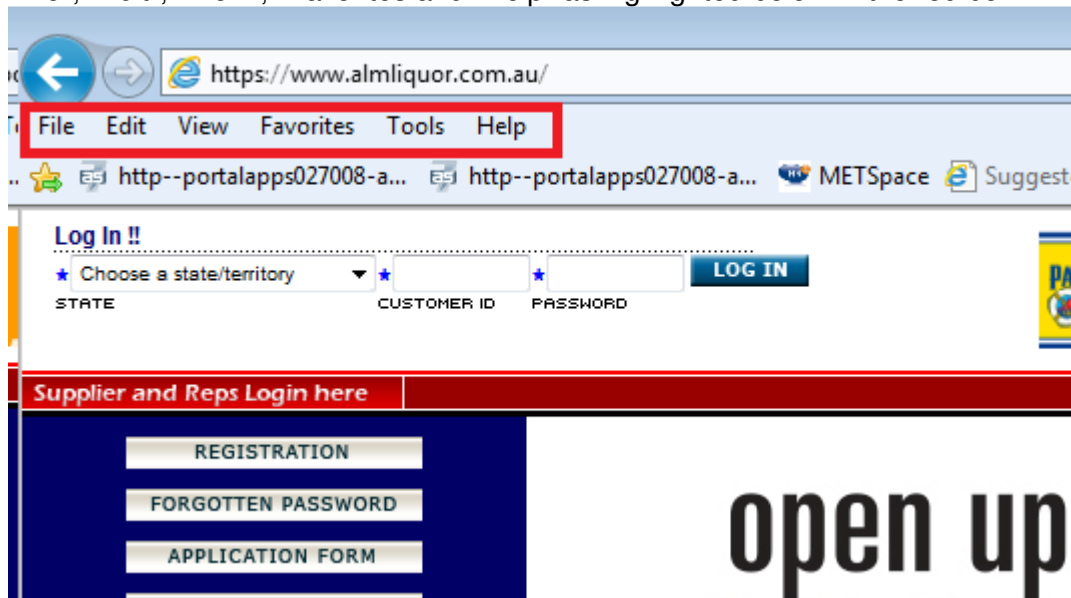 https://www.almliquor.com.au/
File Edit View Favorites Tools Help
http--portalapps027008-a... http--portalapps027008-a... METSpace Suggest
Log In !!
* Choose a state/territory * * LOG IN
STATE CUSTOMER ID PASSWORD
PA
Supplier and Reps Login here
REGISTRATION
FORGOTTEN PASSWORD
open up
APPLICATION FORM